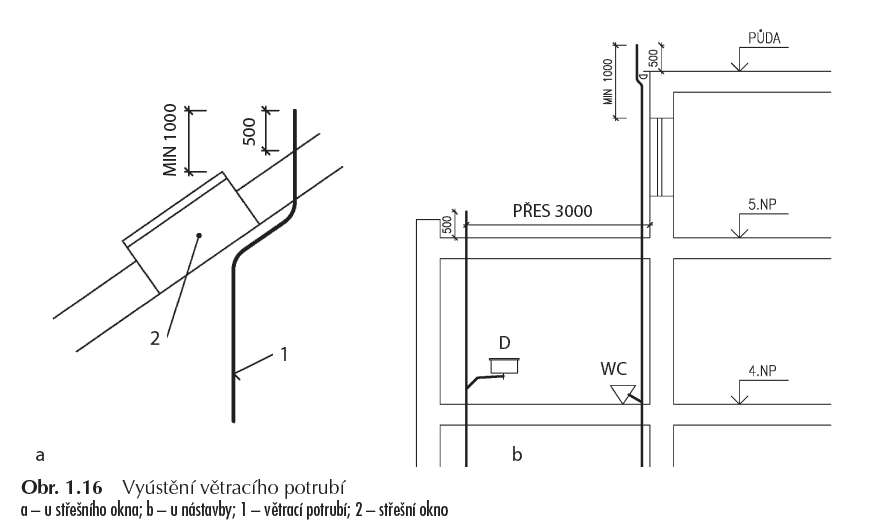 PŮDA
500
MIN 1000
MIN 1000
500
5.NP
PŘES 3000
500
2
1
D
WC
4.NP
a
b
Obr. 1.16 Vyústění větracího potrubí
a – u střešního okna; b – u nástavby; 1 – větrací potrubí; 2 – střešní okno